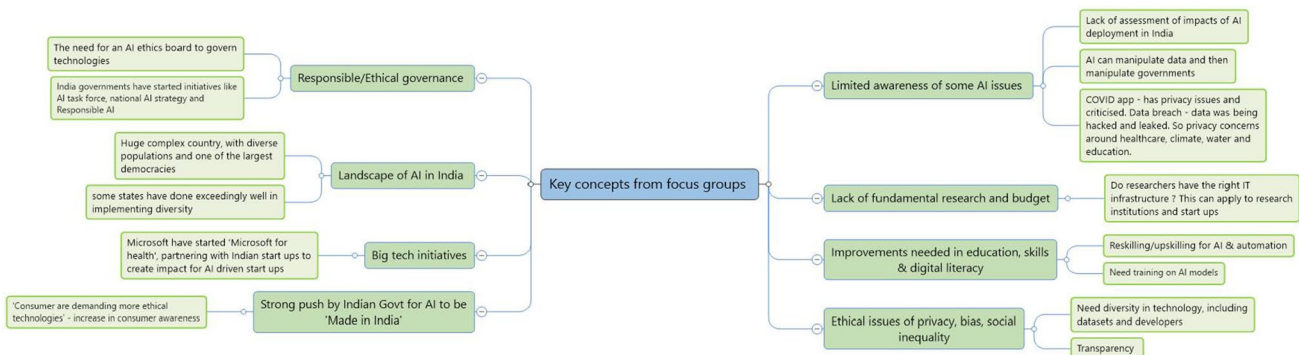 The need for an AI ethics board to govern
technologies
India governments have started initiatives like
AI task force, national AI strategy and
Responsible AI
Responsible/Ethical governance
Huge complex country, with diverse
populations and one of the largest
democracies
some states have done exceedingly well in
implementing diversity
Landscape of AI in India
Microsoft have started 'Microsoft for
health', partnering with Indian start ups to
create impact for AI driven start ups
Big tech initiatives
'Consumer are demanding more ethical
technologies' - increase in consumer awareness
Strong push by Indian Govt for AI to be
'Made in India'
Key concepts from focus groups
Limited awareness of some AI issues
Lack of assessment of impacts of AI
deployment in India
AI can manipulate data and then
manipulate governments
COVID app - has privacy issues and
criticised. Data breach - data was being
hacked and leaked. So privacy concerns
around healthcare, climate, water and
education.
Lack of fundamental research and budget
Do researchers have the right IT
infrastructure ? This can apply to research
institutions and start ups
Improvements needed in education, skills
& digital literacy
Reskilling/upskilling for AI & automation
Need training on AI models
Ethical issues of privacy, bias, social
inequality
Need diversity in technology, including
datasets and developers
Transparency